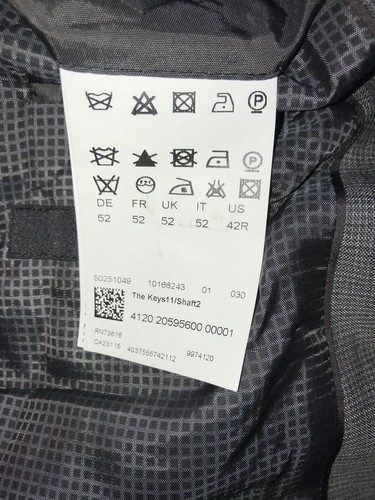 P
P
DE FR UK IT US
52 52 52 52 42R
50251049 10166243 01 030
The Keys11/Shaft2
4120 20595600 00001
RN73616
CA23115 4037556742112 9974120